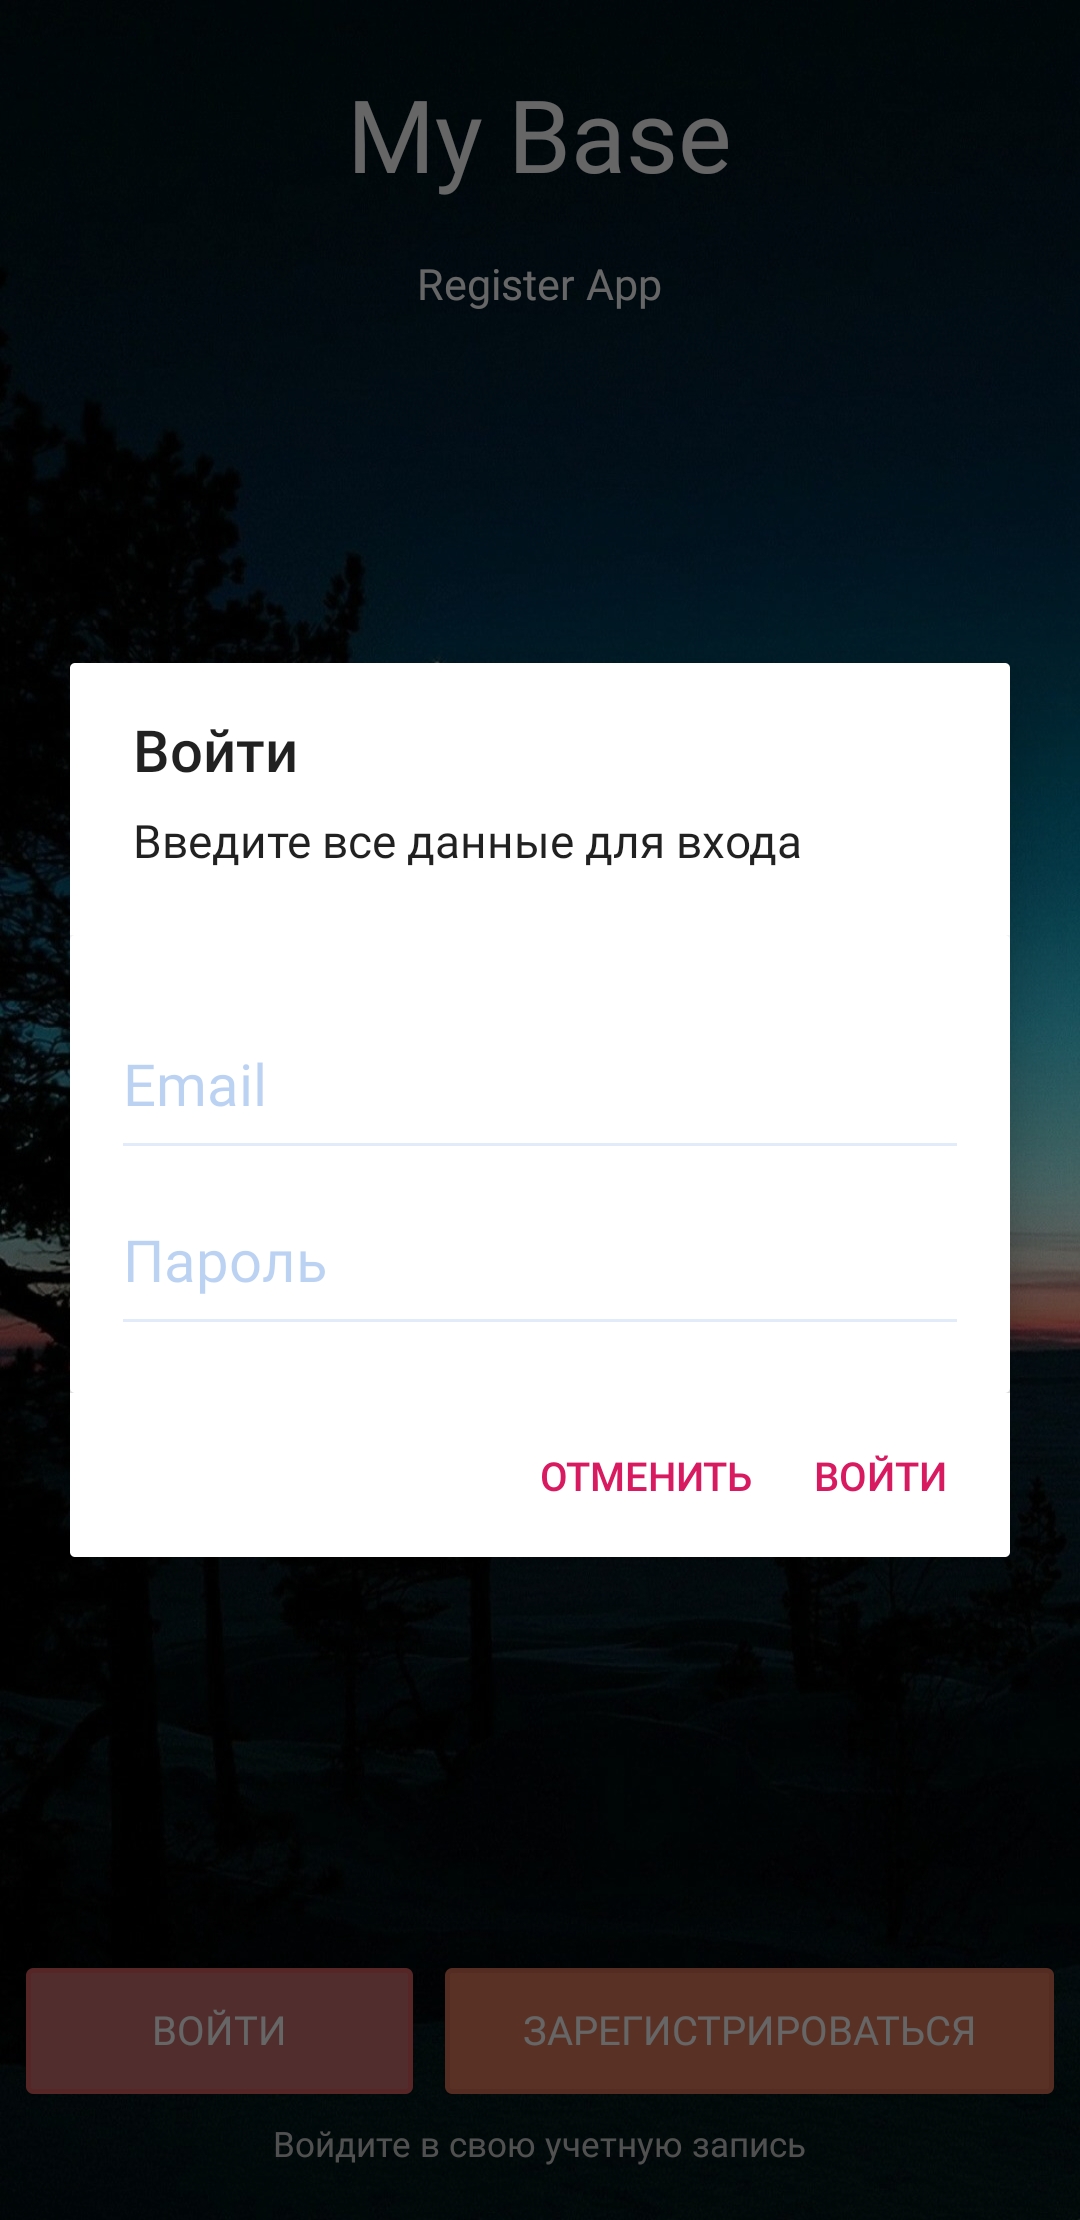 My Base
Register App
Войти
Введите все данные для входа
Email
Пароль
ОТМЕНИТЬ ВОЙТИ
ВОЙТИ ЗАРЕГИСТРИРОВАТЬСЯ
Войдите в свою учетную запись